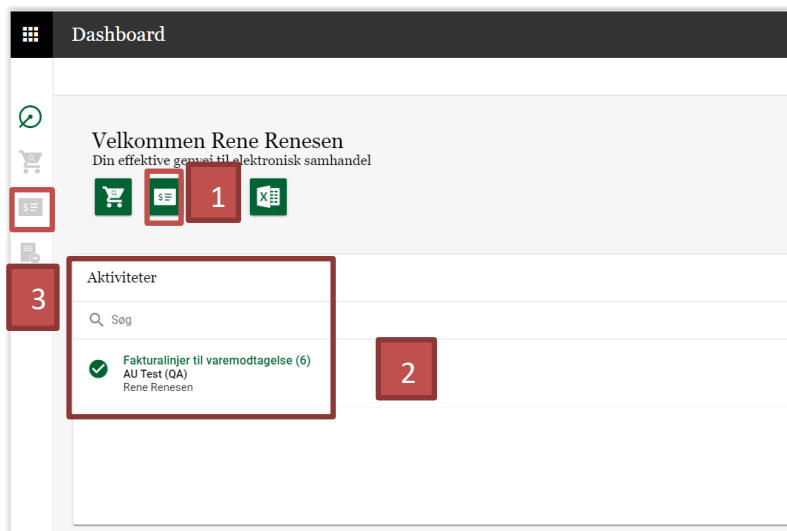 Dashboard
Velkommen Rene Renesen
Din effektive genvej til elektronisk samhandel
1
3
Aktiviteter
Søg
Fakturalinjer til varemodtagelse (6)
AU Test (QA)
Rene Renesen
2